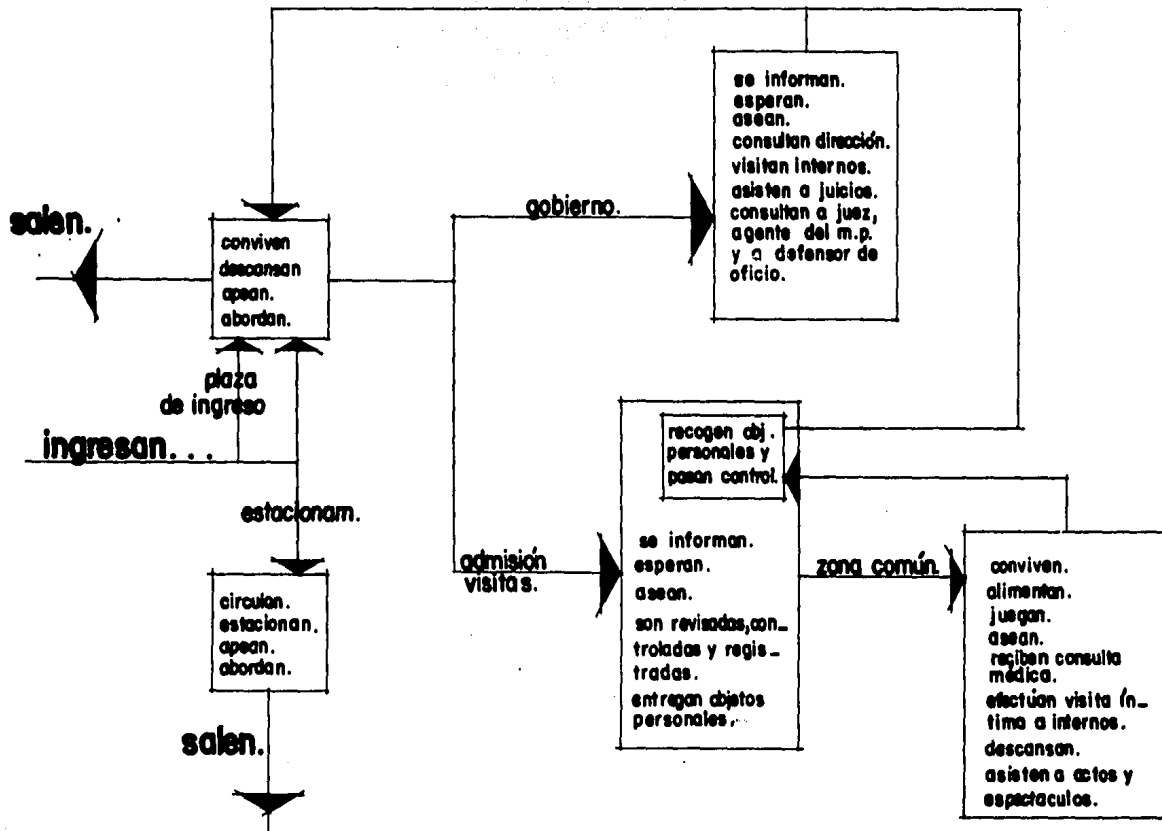 se informan.
esperan.
asean.
consultan dirección.
visitan internos.
asisten a juicios.
consultan a juez,
agente del m.p.
y a defensor de
oficio.
gobierno.
salen.
conviven
descansan
apean.
abordan.
plaza
de ingreso
ingresan...
estacionam.
circulan.
estacionan.
apean.
abordan.
salen.
admisión
visitas.
recogen obj.
personales y
pasan control.
se informan.
esperan.
asean.
son revisadas,con_
troladas y regis_
tradas.
entregan objetos
personales.
zona común.
conviven.
alimentan.
juegan.
asean.
reciben consulta
médica.
efectúan visita ín_
tima a internos.
descansan.
asisten a actos y
espectaculos.